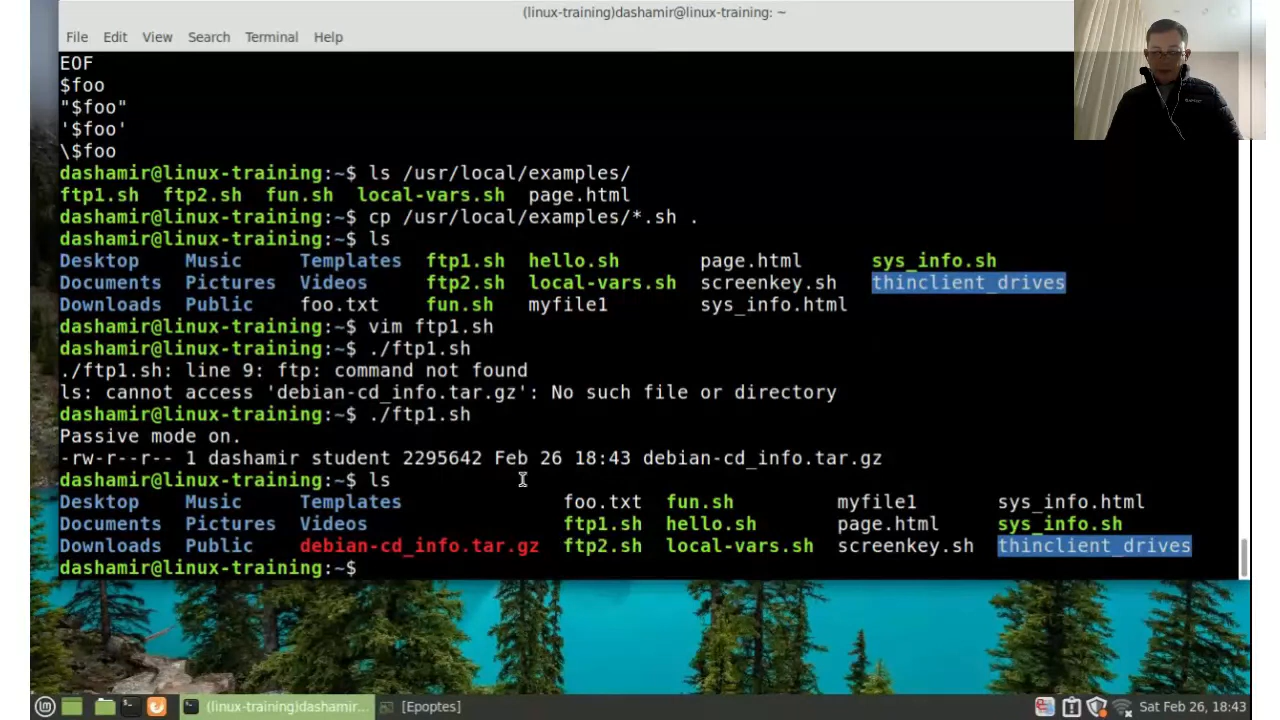 (linux-training)dashamir@linux-training: ~
File Edit View Search Terminal Help
EOF
$foo
"$foo"
'$foo'
\$foo
dashamir@linux-training:~$ ls /usr/local/examples/
ftp1.sh ftp2.sh fun.sh local-vars.sh page.html
dashamir@linux-training:~$ cp /usr/local/examples/*.sh .
dashamir@linux-training:~$ ls
Desktop Music Templates ftp1.sh hello.sh page.html sys_info.sh
Documents Pictures Videos ftp2.sh local-vars.sh screenkey.sh thinclient_drives
Downloads Public foo.txt fun.sh myfile1 sys_info.html
dashamir@linux-training:~$ vim ftp1.sh
dashamir@linux-training:~$ ./ftp1.sh
./ftp1.sh: line 9: ftp: command not found
ls: cannot access 'debian-cd_info.tar.gz': No such file or directory
dashamir@linux-training:~$ ./ftp1.sh
Passive mode on.
-rw-r--r-- 1 dashamir student 2295642 Feb 26 18:43 debian-cd_info.tar.gz
dashamir@linux-training:~$ ls
Desktop Music Templates foo.txt fun.sh myfile1 sys_info.html
Documents Pictures Videos ftp1.sh hello.sh page.html sys_info.sh
Downloads Public debian-cd_info.tar.gz ftp2.sh local-vars.sh screenkey.sh thinclient_drives
dashamir@linux-training:~$
(linux-training)dashamir... [Epoptes] Sat Feb 26, 18:43